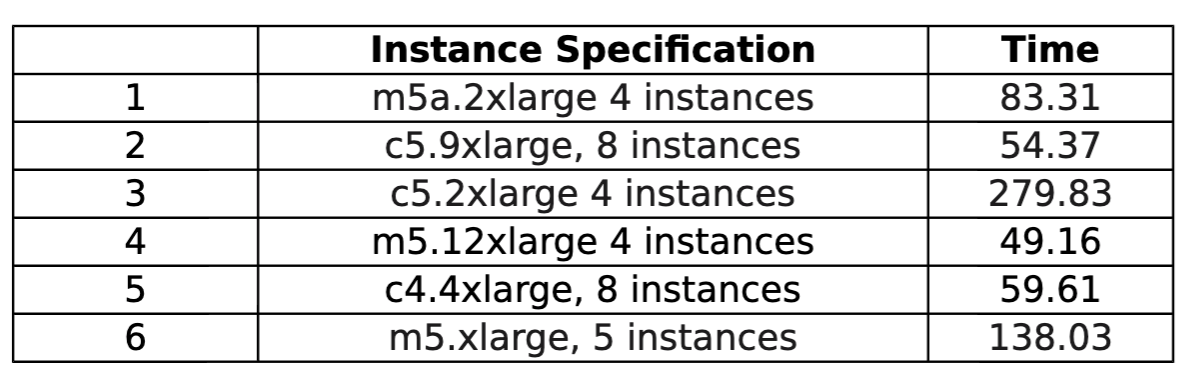 Instance Specification Time
1 m5a.2xlarge 4 instances 83.31
2 c5.9xlarge, 8 instances 54.37
3 c5.2xlarge 4 instances 279.83
4 m5.12xlarge 4 instances 49.16
5 c4.4xlarge, 8 instances 59.61
6 m5.xlarge, 5 instances 138.03